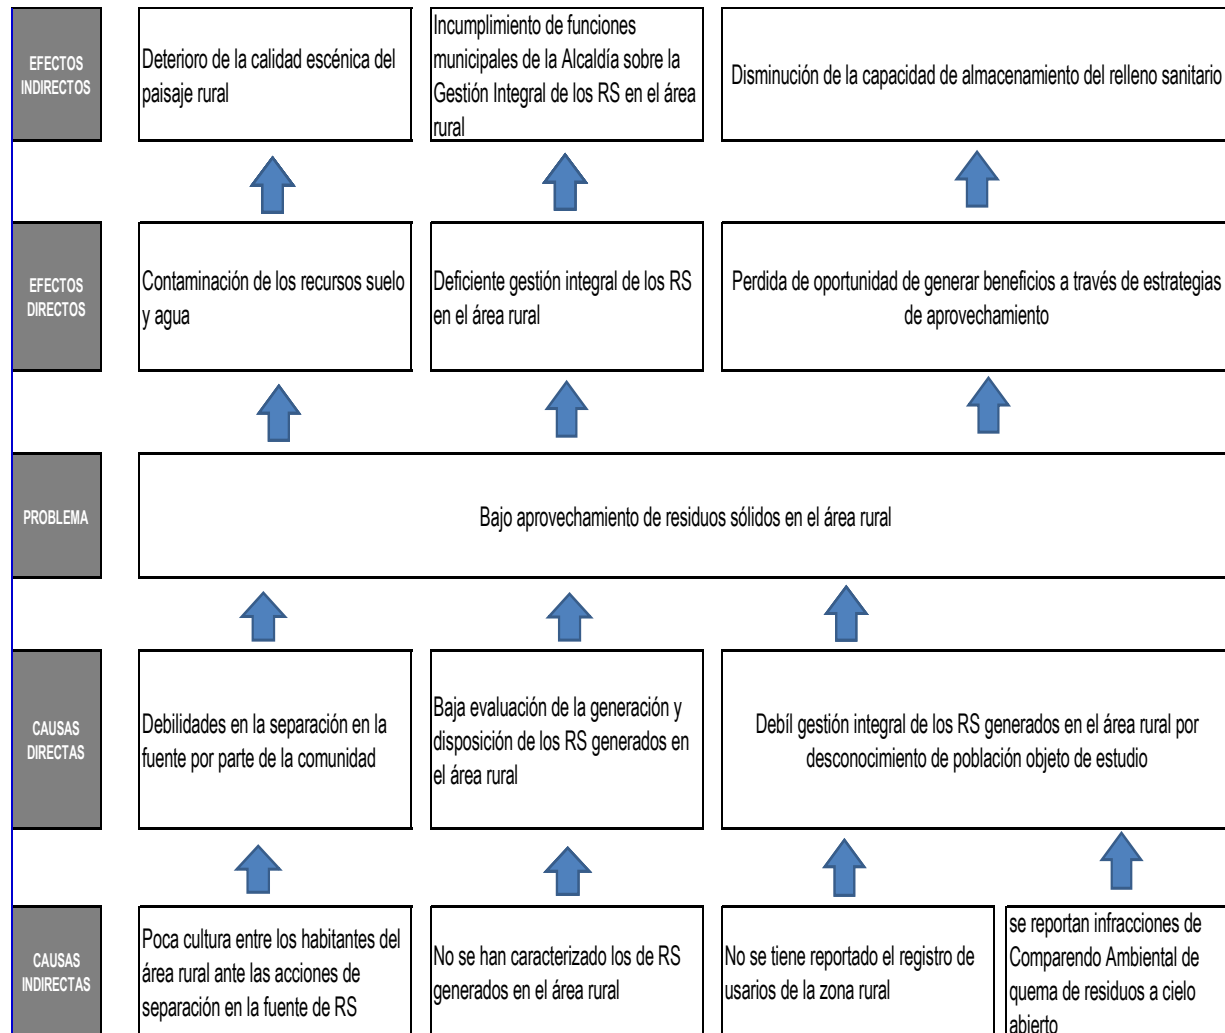 EFECTOS
INDIRECTOS
Deterioro de la calidad escénica del
paisaje rural
Incumplimiento de funciones
municipales de la Alcaldía sobre la
Gestión Integral de los RS en el área
rural
Disminución de la capacidad de almacenamiento del relleno sanitario
EFECTOS
DIRECTOS
Contaminación de los recursos suelo
y agua
Deficiente gestión integral de los RS
en el área rural
Perdida de oportunidad de generar beneficios a través de estrategias
de aprovechamiento
PROBLEMA
Bajo aprovechamiento de residuos sólidos en el área rural
CAUSAS
DIRECTAS
Debilidades en la separación en la
fuente por parte de la comunidad
Baja evaluación de la generación y
disposición de los RS generados en
el área rural
Debíl gestión integral de los RS generados en el área rural por
desconocimiento de población objeto de estudio
CAUSAS
INDIRECTAS
Poca cultura entre los habitantes del
área rural ante las acciones de
separación en la fuente de RS
No se han caracterizado los de RS
generados en el área rural
No se tiene reportado el registro de
usarios de la zona rural
se reportan infracciones de
Comparendo Ambiental de
quema de residuos a cielo
abierto